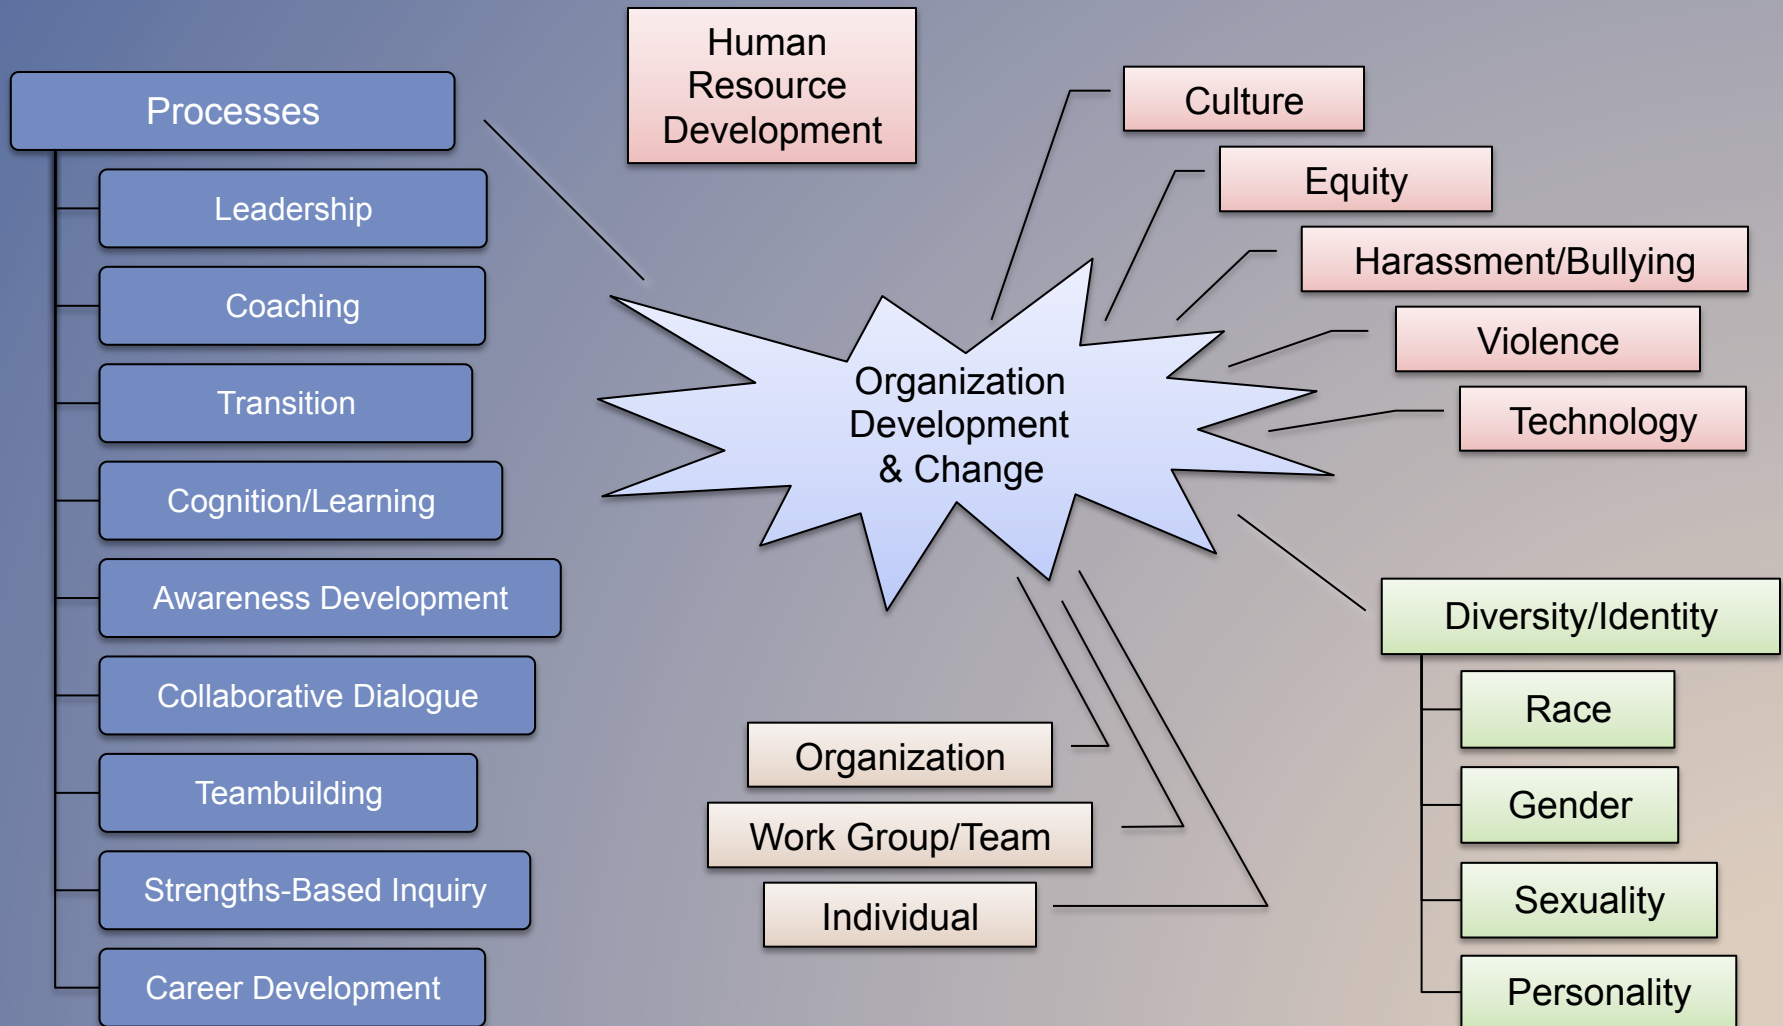 Human
Resource
Development
Processes
Leadership
Coaching
Transition
Cognition/Learning
Awareness Development
Collaborative Dialogue
Teambuilding
Strengths-Based Inquiry
Career Development
Organization
Development
& Change
Culture
Equity
Harassment/Bullying
Violence
Technology
Organization
Work Group/Team
Individual
Diversity/Identity
Race
Gender
Sexuality
Personality